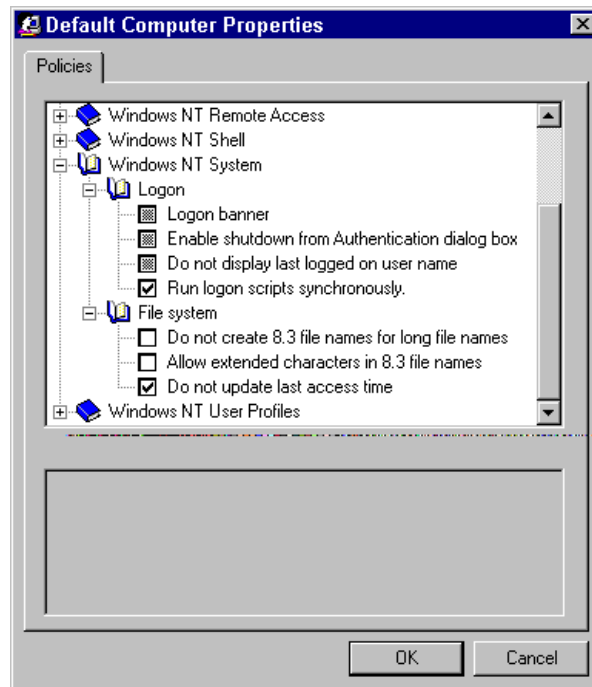 Default Computer Properties
Policies
Windows NT Remote Access
Windows NT Shell
Windows NT System
Logon
Logon banner
Enable shutdown from Authentication dialog box
Do not display last logged on user name
Run logon scripts synchronously.
File system
Do not create 8.3 file names for long file names
Allow extended characters in 8.3 file names
Do not update last access time
Windows NT User Profiles
OK Cancel